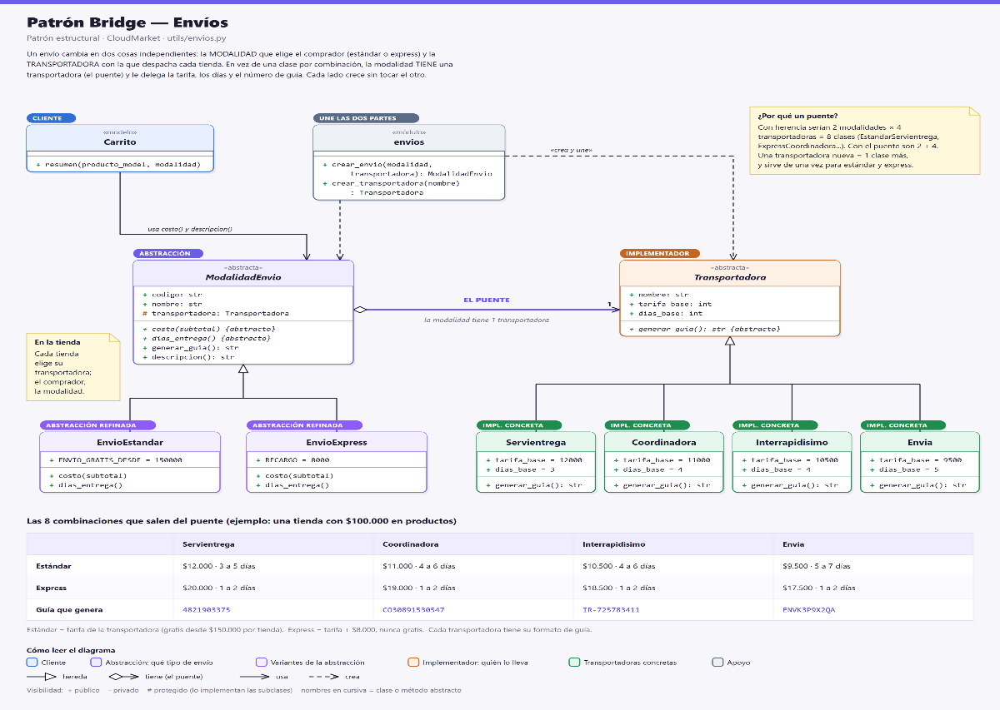 Patrón Bridge — Envíos
Patrón estructural · CloudMarket · utils/envios.py
Un envío cambia en dos cosas independientes: la MODALIDAD que elige el comprador (estándar o express) y la
TRANSPORTADORA con la que despacha cada tienda. En vez de una clase por combinación, la modalidad TIENE una
transportadora (el puente) y le delega la tarifa, los días y el número de guía. Cada lado crece sin tocar el otro.
CLIENTE
«modelo»
Carrito
+ resumen(producto_model, modalidad)
UNE LAS DOS PARTES
«módulo»
envios
+ crear_envio(modalidad,
transportadora): ModalidadEnvio
+ crear_transportadora(nombre)
: Transportadora
«crea y une»
¿Por qué un puente?
Con herencia serían 2 modalidades × 4
transportadoras = 8 clases (EstandarServientrega,
ExpressCoordinadora...). Con el puente son 2 + 4.
Una transportadora nueva = 1 clase más,
y sirve de una vez para estándar y express.
usa costo() y descripcion()
ABSTRACCIÓN
«abstracta»
ModalidadEnvio
+ codigo: str
+ nombre: str
# transportadora: Transportadora
+ costo(subtotal) {abstracto}
+ dias_entrega() {abstracto}
+ generar_guia(): str
+ descripcion(): str
EL PUENTE
1
la modalidad tiene 1 transportadora
IMPLEMENTADOR
«abstracta»
Transportadora
+ nombre: str
+ tarifa_base: int
+ dias_base: int
+ generar_guia(): str {abstracto}
En la tienda
Cada tienda
elige su
transportadora;
el comprador,
la modalidad.
ABSTRACCIÓN REFINADA
EnvioEstandar
+ ENVIO_GRATIS_DESDE = 150000
+ costo(subtotal)
+ dias_entrega()
ABSTRACCIÓN REFINADA
EnvioExpress
+ RECARGO = 8000
+ costo(subtotal)
+ dias_entrega()
IMPL. CONCRETA
Servientrega
+ tarifa_base = 12000
+ dias_base = 3
+ generar_guia(): str
IMPL. CONCRETA
Coordinadora
+ tarifa_base = 11000
+ dias_base = 4
+ generar_guia(): str
IMPL. CONCRETA
Interrapidisimo
+ tarifa_base = 10500
+ dias_base = 4
+ generar_guia(): str
IMPL. CONCRETA
Envia
+ tarifa_base = 9500
+ dias_base = 5
+ generar_guia(): str
Las 8 combinaciones que salen del puente (ejemplo: una tienda con $100.000 en productos)
Servientrega Coordinadora Interrapidisimo Envia
Estándar $12.000 · 3 a 5 días $11.000 · 4 a 6 días $10.500 · 4 a 6 días $9.500 · 5 a 7 días
Express $20.000 · 1 a 2 días $19.000 · 1 a 2 días $18.500 · 1 a 2 días $17.500 · 1 a 2 días
Guía que genera 4821903375 CO30891530547 IR-725783411 ENVK3P9X2QA
Estándar = tarifa de la transportadora (gratis desde $150.000 por tienda). Express = tarifa + $8.000, nunca gratis. Cada transportadora tiene su formato de guía.
Cómo leer el diagrama
Cliente Abstracción: qué tipo de envío Variantes de la abstracción Implementador: quién lo lleva Transportadoras concretas Apoyo
hereda tiene (el puente) usa crea
Visibilidad: + público - privado # protegido (lo implementan las subclases) nombres en cursiva = clase o método abstracto